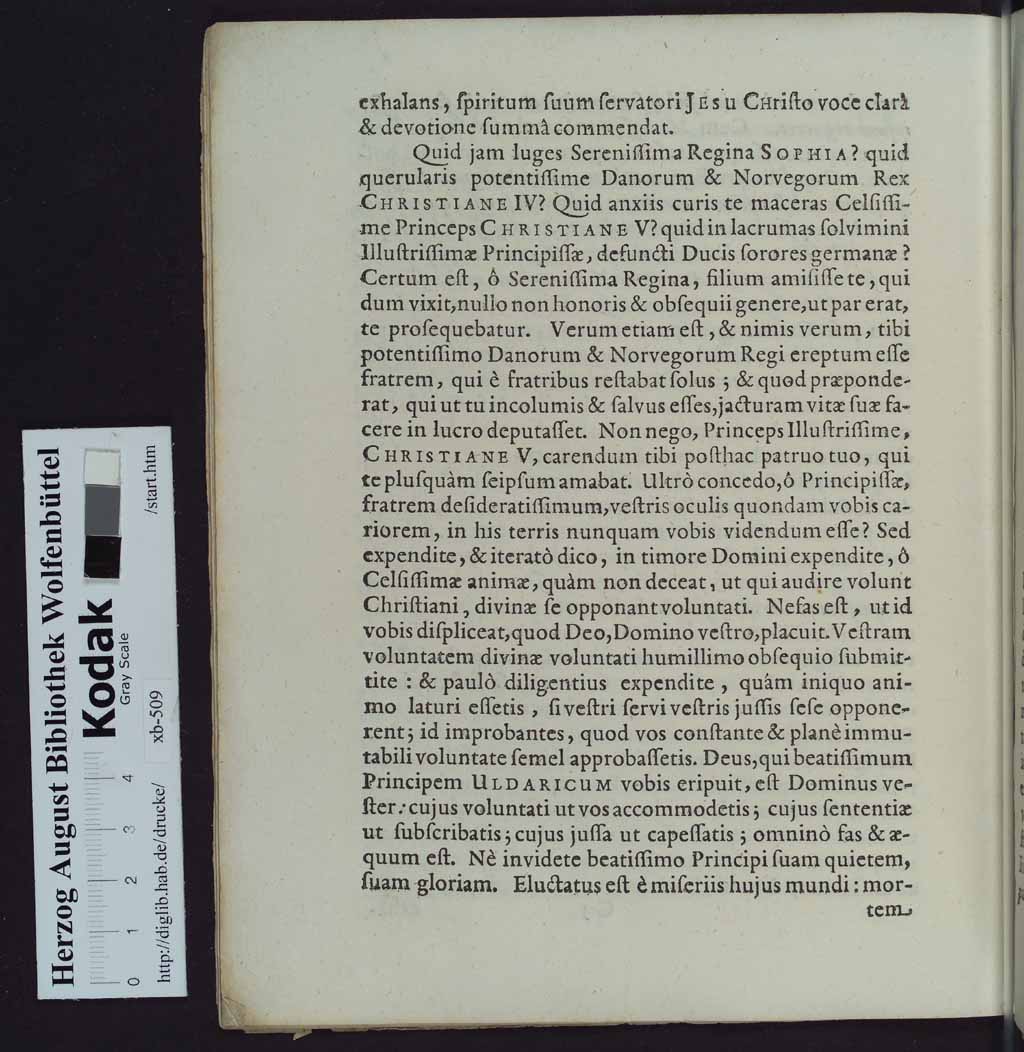 exhalans, ſpiritum ſuum ſervatori JEsu CHriſto voce clarâ
& devotione ſummâ commendat.
Quid jam luges Sereniſſima Regina SOPHIA? quid
querularis potentiſſime Danorum & Norvegorum Rex
CHRISTIANE IV? Quid anxiis curis te maceras Celſiſſi-
me Princeps CHRISTIANE V? quid in lacrumas ſolvimini
Illuſtriſſimæ Principiſſæ, defuncti Ducis ſorores germanæ?
Certum eſt, ô Sereniſſima Regina, filium amiſiſſe te, qui
dum vixit, nullo non honoris & obſequii genere, ut par erat,
te proſequebatur. Verum etiam eſt, & nimis verum, tibi
potentiſſimo Danorum & Norvegorum Regi ereptum eſſe
fratrem, qui è fratribus reſtabat ſolus; & quod præponde-
rat, qui ut tu incolumis & ſalvus eſſes, jacturam vitæ ſuæ fa-
cere in lucro deputaſſet. Non nego, Princeps Illuſtriſſime,
CHRISTIANE V, carendum tibi poſthac patruo tuo, qui
te pluſquàm ſeipſum amabat. Ultrò concedo, ô Principiſſæ,
fratrem deſideratiſſimum, veſtris oculis quondam vobis ca-
riorem, in his terris nunquam vobis videndum eſſe? Sed
expendite, & iteratò dico, in timore Domini expendite, ô
Celſiſſimæ animæ, quàm non deceat, ut qui audire volunt
Chriſtiani, divinæ ſe opponant voluntati. Nefas eſt, ut id
vobis diſpliceat, quod Deo, Domino veſtro, placuit. Veſtram
voluntatem divinæ voluntati humillimo obſequio ſubmit-
tite : & paulò diligentius expendite, quám iniquo ani-
mo laturi eſſetis, ſi veſtri ſervi veſtris juſſis ſeſe oppone-
rent; id improbantes, quod vos conſtante & planè immu-
tabili voluntate ſemel approbaſſetis. Deus, qui beatiſſimum
Principem ULDARICUM vobis eripuit, eſt Dominus ve-
ſter: cujus voluntati ut vos accommodetis; cujus ſententiæ
ut ſubſcribatis; cujus juſſa ut capeſſatis; omninò fas & æ-
quum eſt. Nè invidete beatiſſimo Principi ſuam quietem,
ſuam gloriam. Eluctatus eſt è miſeriis hujus mundi: mor-
tem
Herzog August Bibliothek Wolfenbüttel
Kodak
Gray Scale
0 1 2 3 4
http://diglib.hab.de/drucke/
xb-509
/start.htm